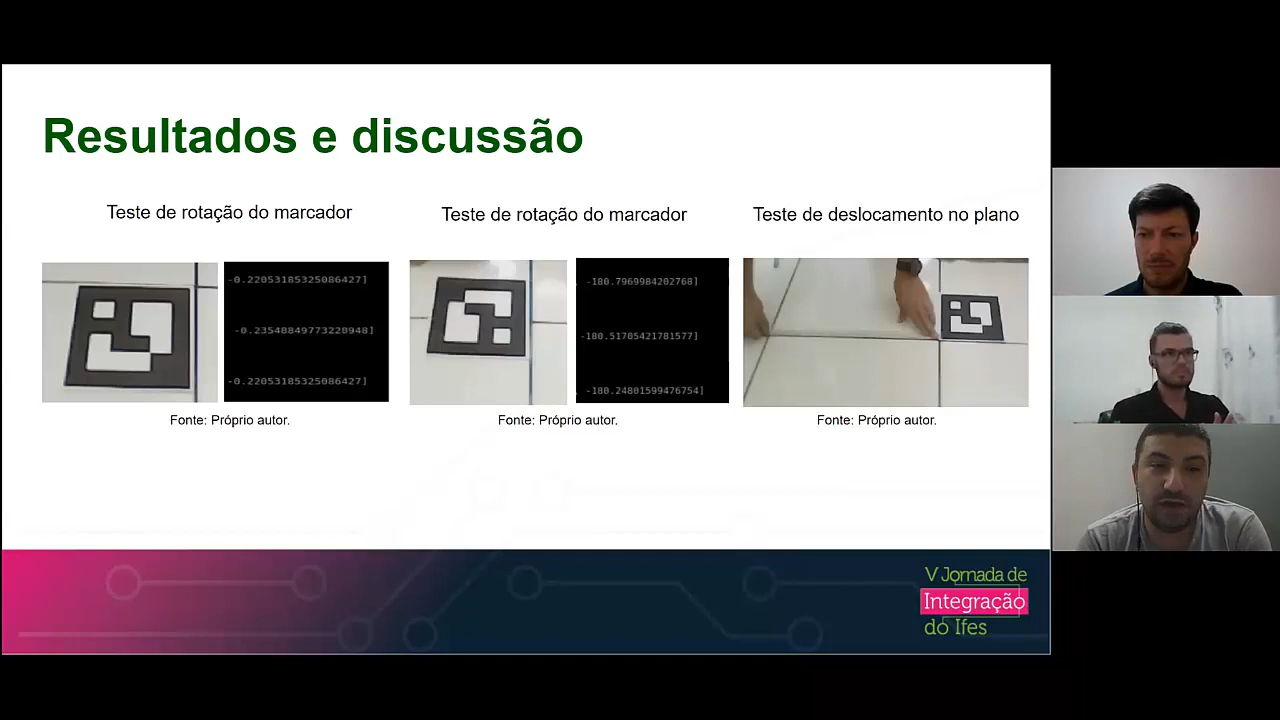 Resultados e discussão
Teste de rotação do marcador
Teste de rotação do marcador
Teste de deslocamento no plano
-0.22053185325086427]
-0.23548849773220948]
-0.22053185325086427]
-180.7969984202768]
-180.51705421781577]
-180.24801599476754]
Fonte: Próprio autor.
Fonte: Próprio autor.
Fonte: Próprio autor.
V Jornada de
Integração
do Ifes